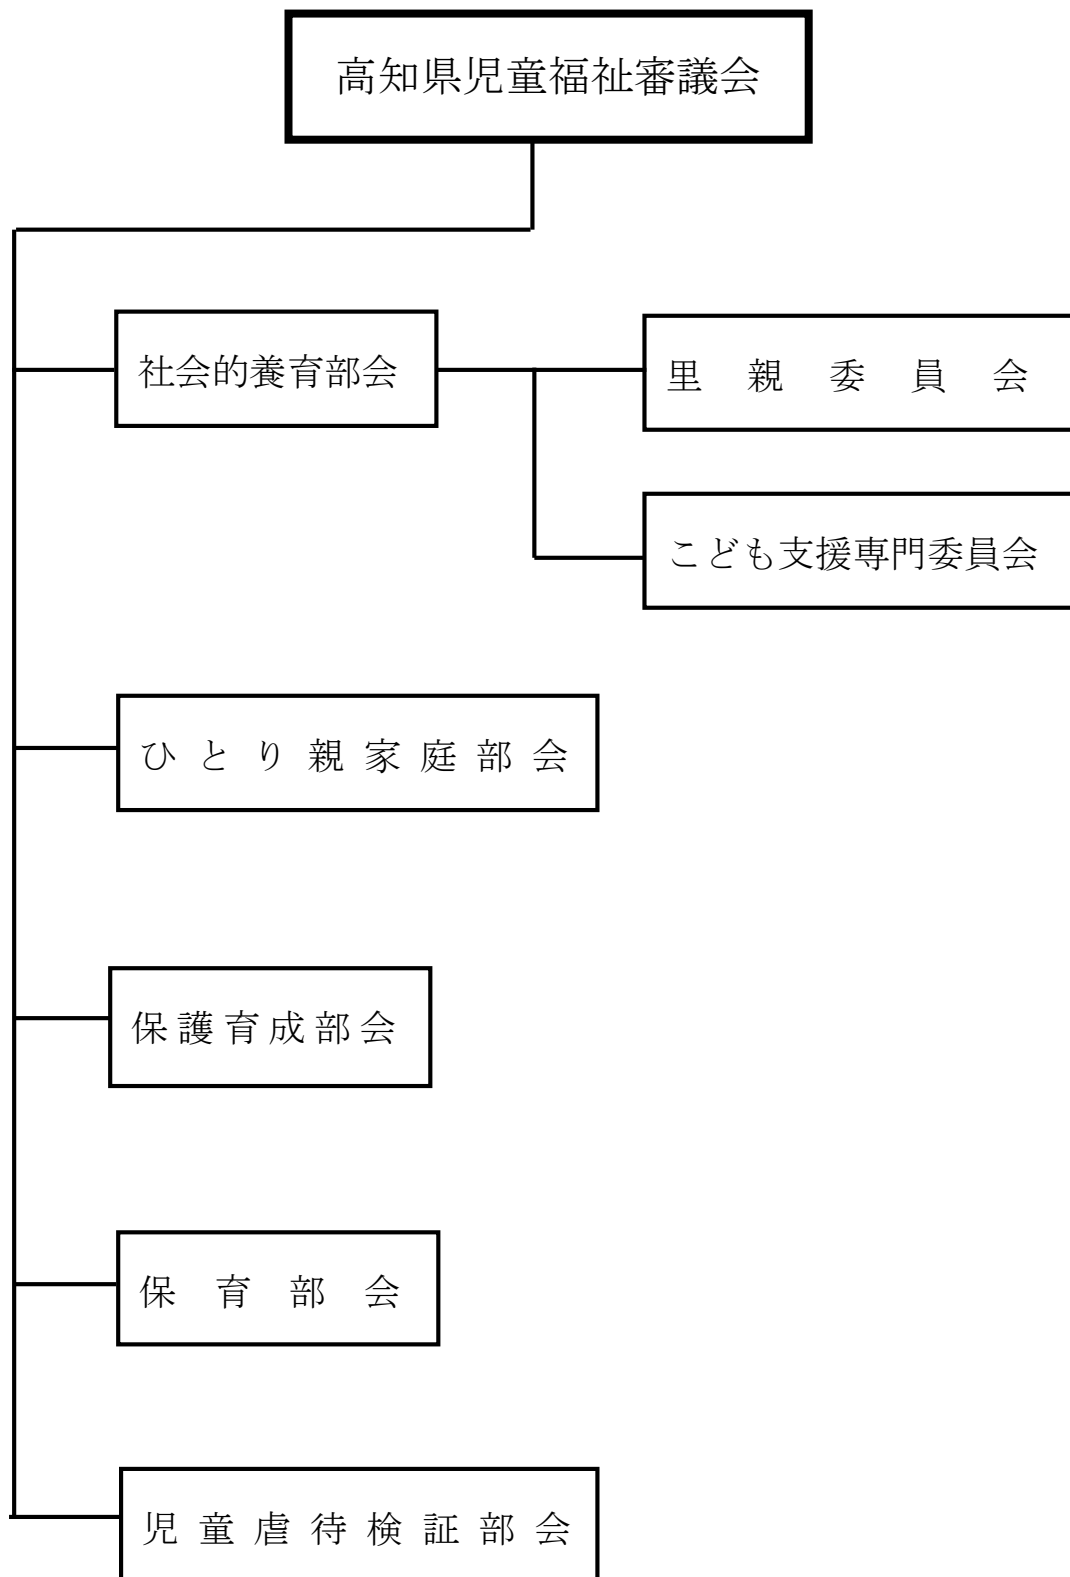 高知県児童福祉審議会
社会的養育部会
里親委員会
こども支援専門委員会
ひとり親家庭部会
保護育成部会
保育部会
児童虐待検証部会